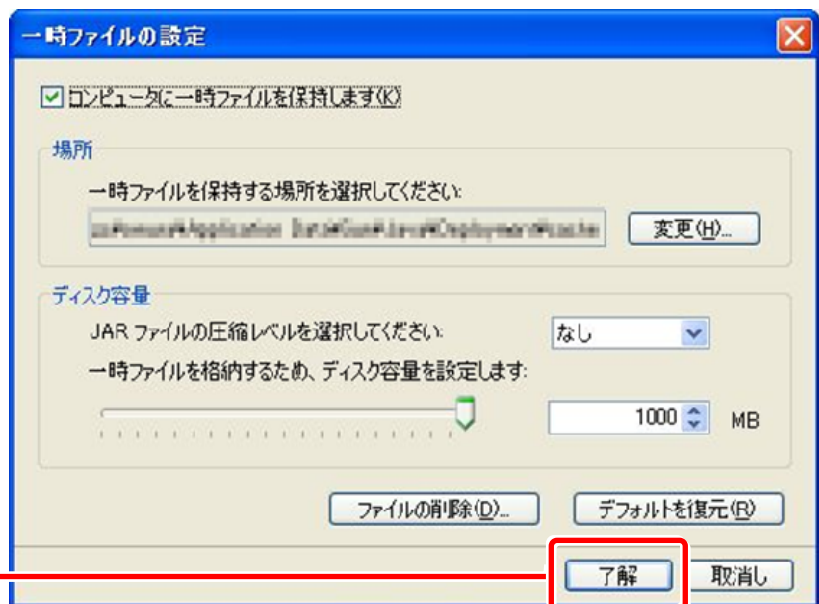 一時ファイルの設定
コンピュータに一時ファイルを保持します(K)
場所
一時ファイルを保持する場所を選択してください:
変更(H)...
ディスク容量
JAR ファイルの圧縮レベルを選択してください:
なし
一時ファイルを格納するため、ディスク容量を設定します:
1000 MB
ファイルの削除(D)...
デフォルトを復元(R)
了解
取消し